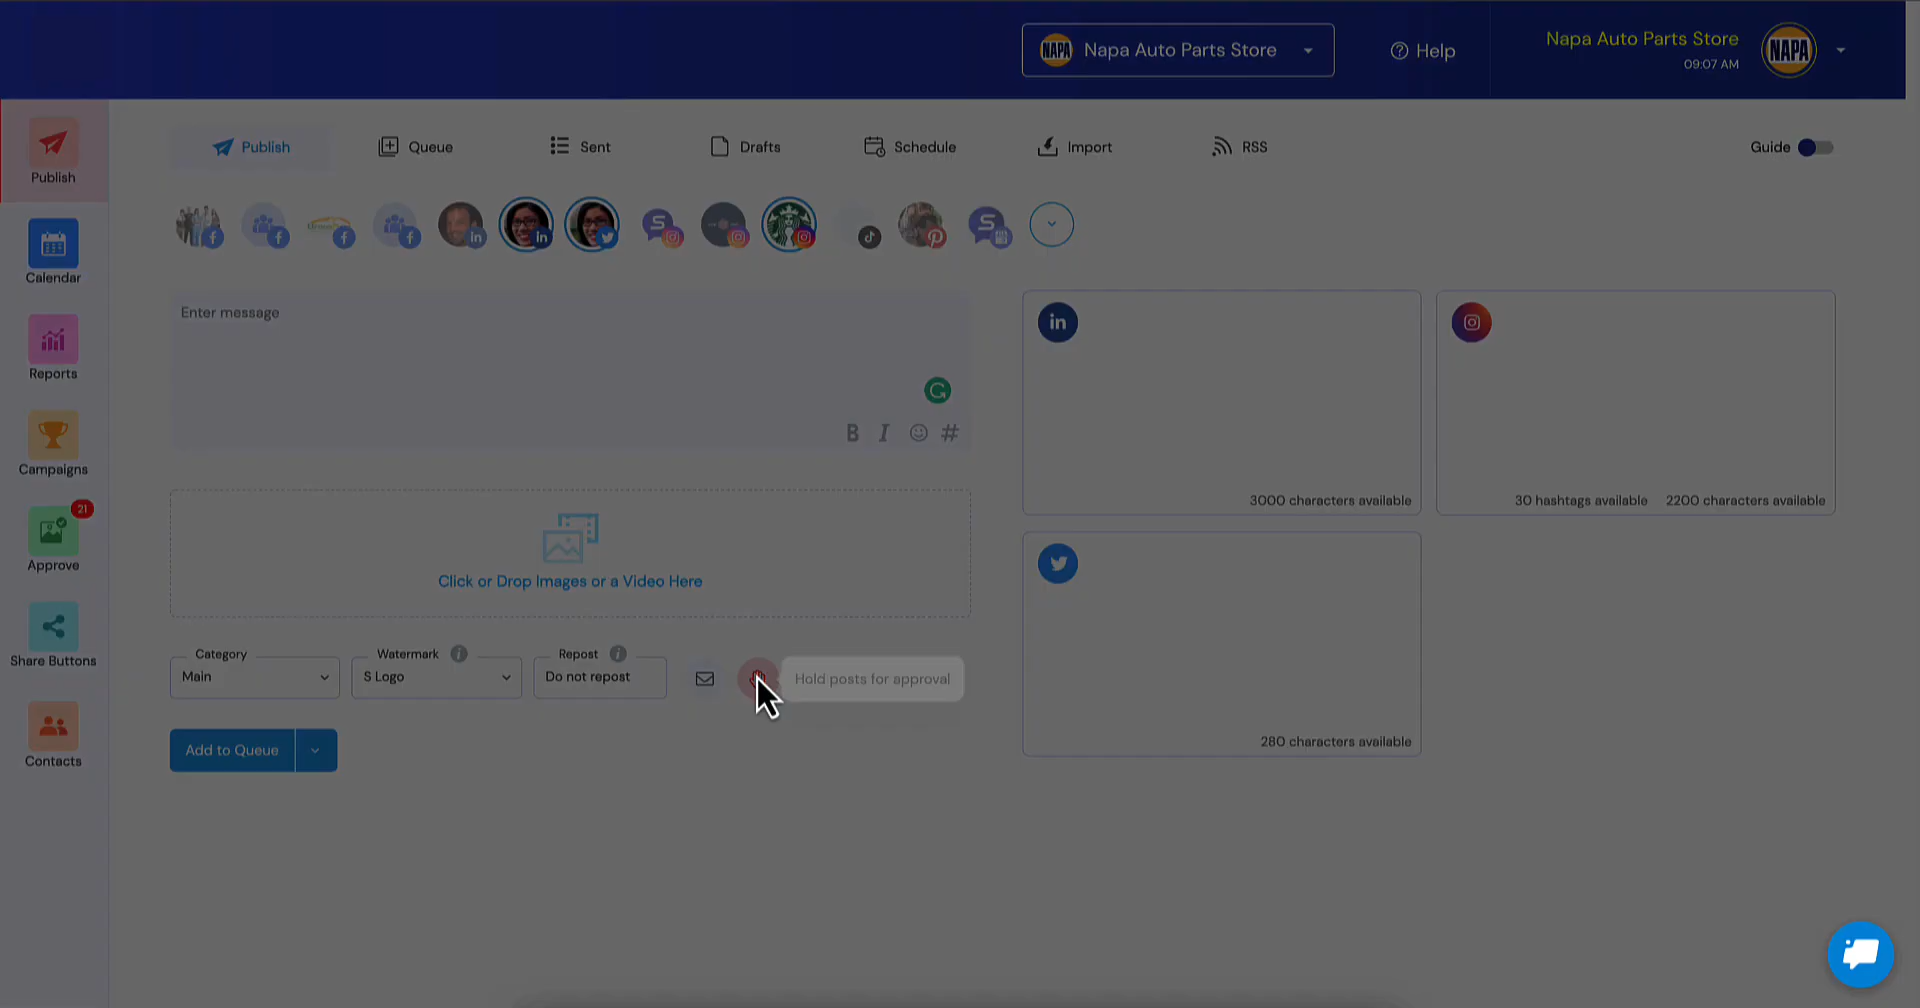 NAPA Napa Auto Parts Store
Help
Napa Auto Parts Store
09:07 AM
NAPA
Publish
Calendar
Reports
Campaigns
21
Approve
Share Buttons
Contacts
Publish
Queue
Sent
Drafts
Schedule
Import
RSS
Guide
Enter message
B I #
Click or Drop Images or a Video Here
Category
Main
Watermark
S Logo
Repost
Do not repost
Hold posts for approval
Add to Queue
3000 characters available
30 hashtags available 2200 characters available
280 characters available